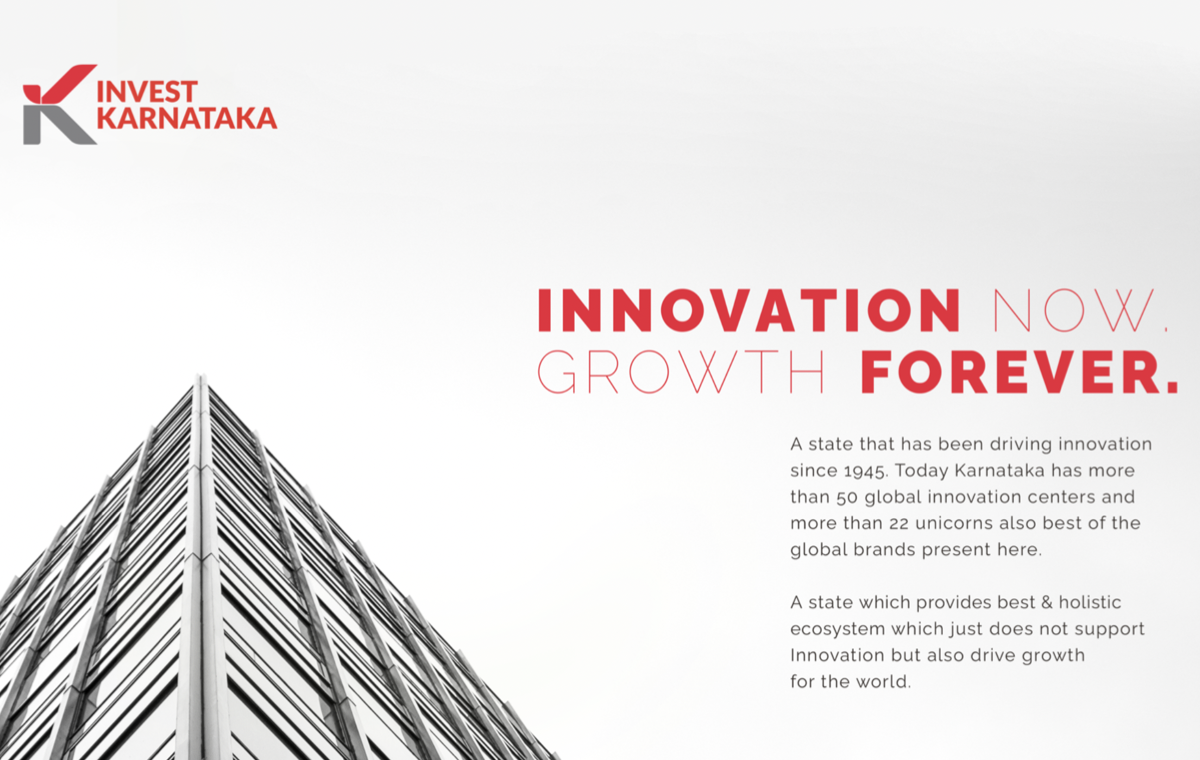 INVEST
KARNATAKA
INNOVATION NOW.
GROWTH FOREVER.
A state that has been driving innovation
since 1945. Today Karnataka has more
than 50 global innovation centers and
more than 22 unicorns also best of the
global brands present here.
A state which provides best & holistic
ecosystem which just does not support
Innovation but also drive growth
for the world.